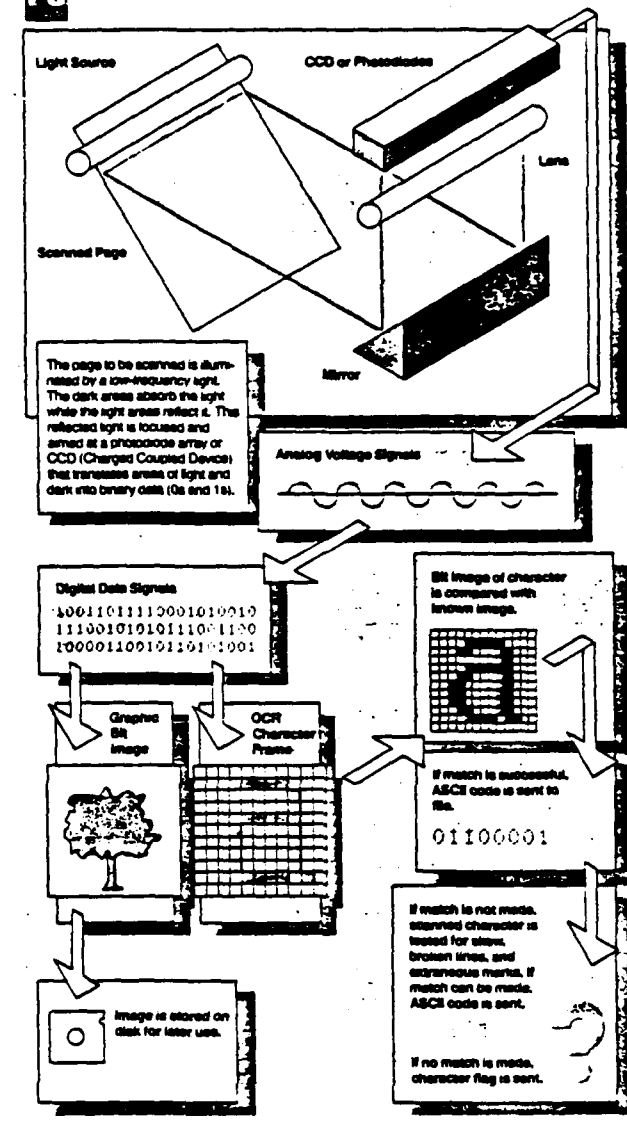 Light Source
CCD or Photodiodes
Lens
Scanned Page
Mirror
The page to be scanned is illum-
inated by a low-frequency light.
The dark areas absorb the light
while the light areas reflect it. This
reflected light is focused and
aimed at a photodiode array or
CCD (Charged Coupled Device)
that translates areas of light and
dark into binary data (0s and 1s).
Analog Voltage Signals
Digital Data Signals
10011011110001010010
11100101010111001100
10000110010110101001
Graphic
Bit
Image
OCR
Character
Frame
Bit image of character
is compared with
known image.
a
If match is successful,
ASCII code is sent to
file.
01100001
If match is not made,
scanned character is
tested for skew,
broken lines, and
extraneous marks. If
match can be made,
ASCII code is sent.
?
If no match is made,
character flag is sent.
Image is stored on
disk for later use.